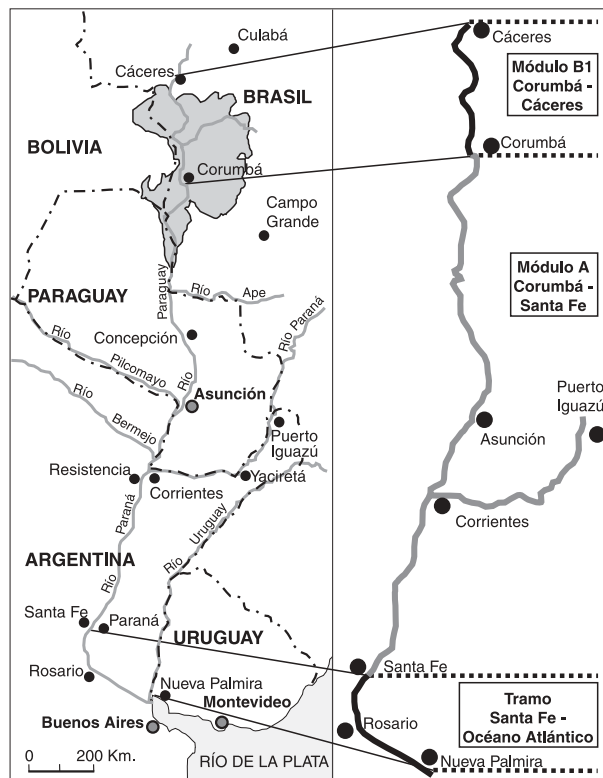 Culabá
Cáceres
BRASIL
BOLIVIA
Corumbá
Campo
Grande
Paraguay
Río
Ape
PARAGUAY
Río
Pilcomayo
Concepción
Río Paraná
Río
Asunción
Río
Bermejo
Puerto
Iguazú
Resistencia
Corrientes
Yaciretá
Paraná
Río
Uruguay
Río
ARGENTINA
Santa Fe
Paraná
URUGUAY
Rosario
Nueva Palmira
Montevideo
Buenos Aires
0
200 Km.
RÍO DE LA PLATA
Cáceres
Módulo B1
Corumbá -
Cáceres
Corumbá
Módulo A
Corumbá -
Santa Fe
Puerto
Iguazú
Asunción
Corrientes
Santa Fe
Tramo
Santa Fe -
Océano Atlántico
Rosario
Nueva Palmira